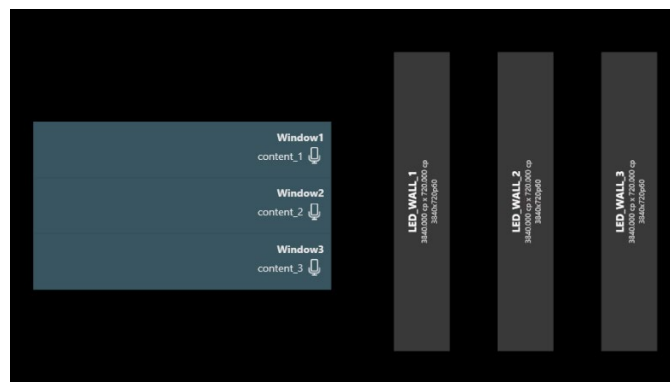 Window1
content_1
Window2
content_2
Window3
content_3
LED_WALL_1
3840.000 cp x 720.000 cp
3840x720p60
LED_WALL_2
3840.000 cp x 720.000 cp
3840x720p60
LED_WALL_3
3840.000 cp x 720.000 cp
3840x720p60